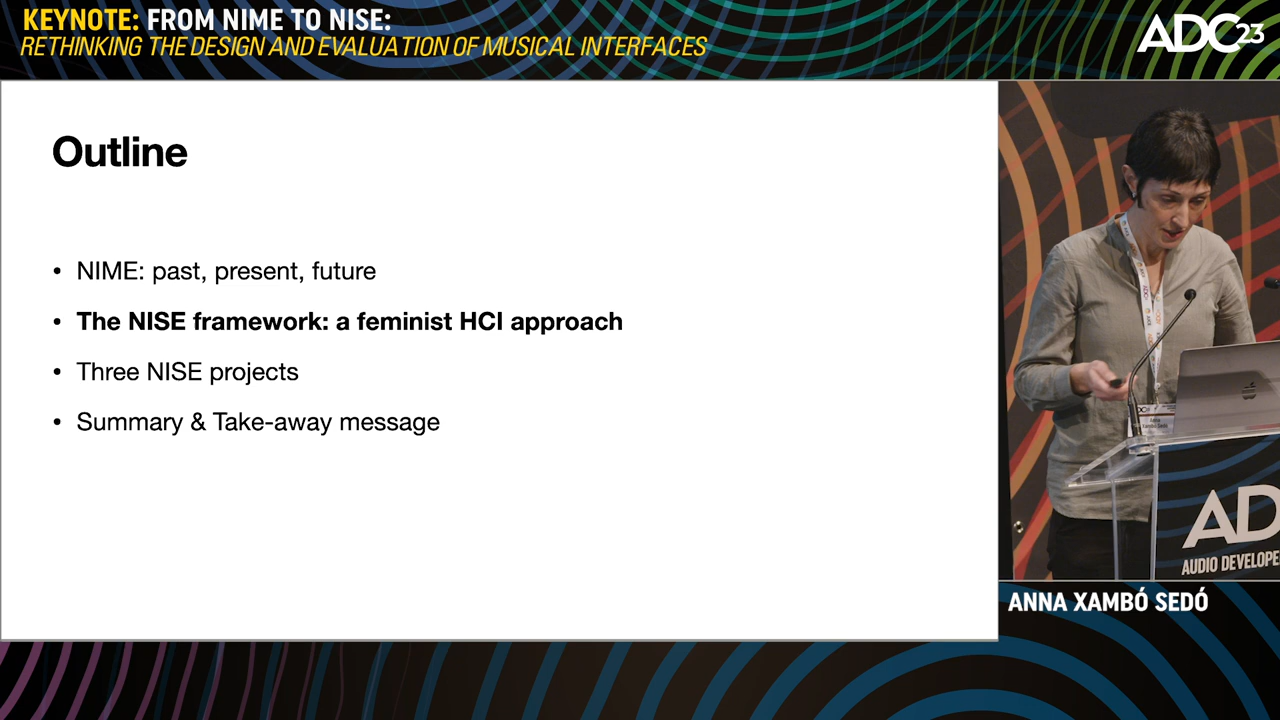 KEYNOTE: FROM NIME TO NISE:
RETHINKING THE DESIGN AND EVALUATION OF MUSICAL INTERFACES
ADC23
Outline
• NIME: past, present, future
• The NISE framework: a feminist HCI approach
• Three NISE projects
• Summary & Take-away message
AD
AUDIO DEVELOPE
ANNA XAMBÓ SEDÓ